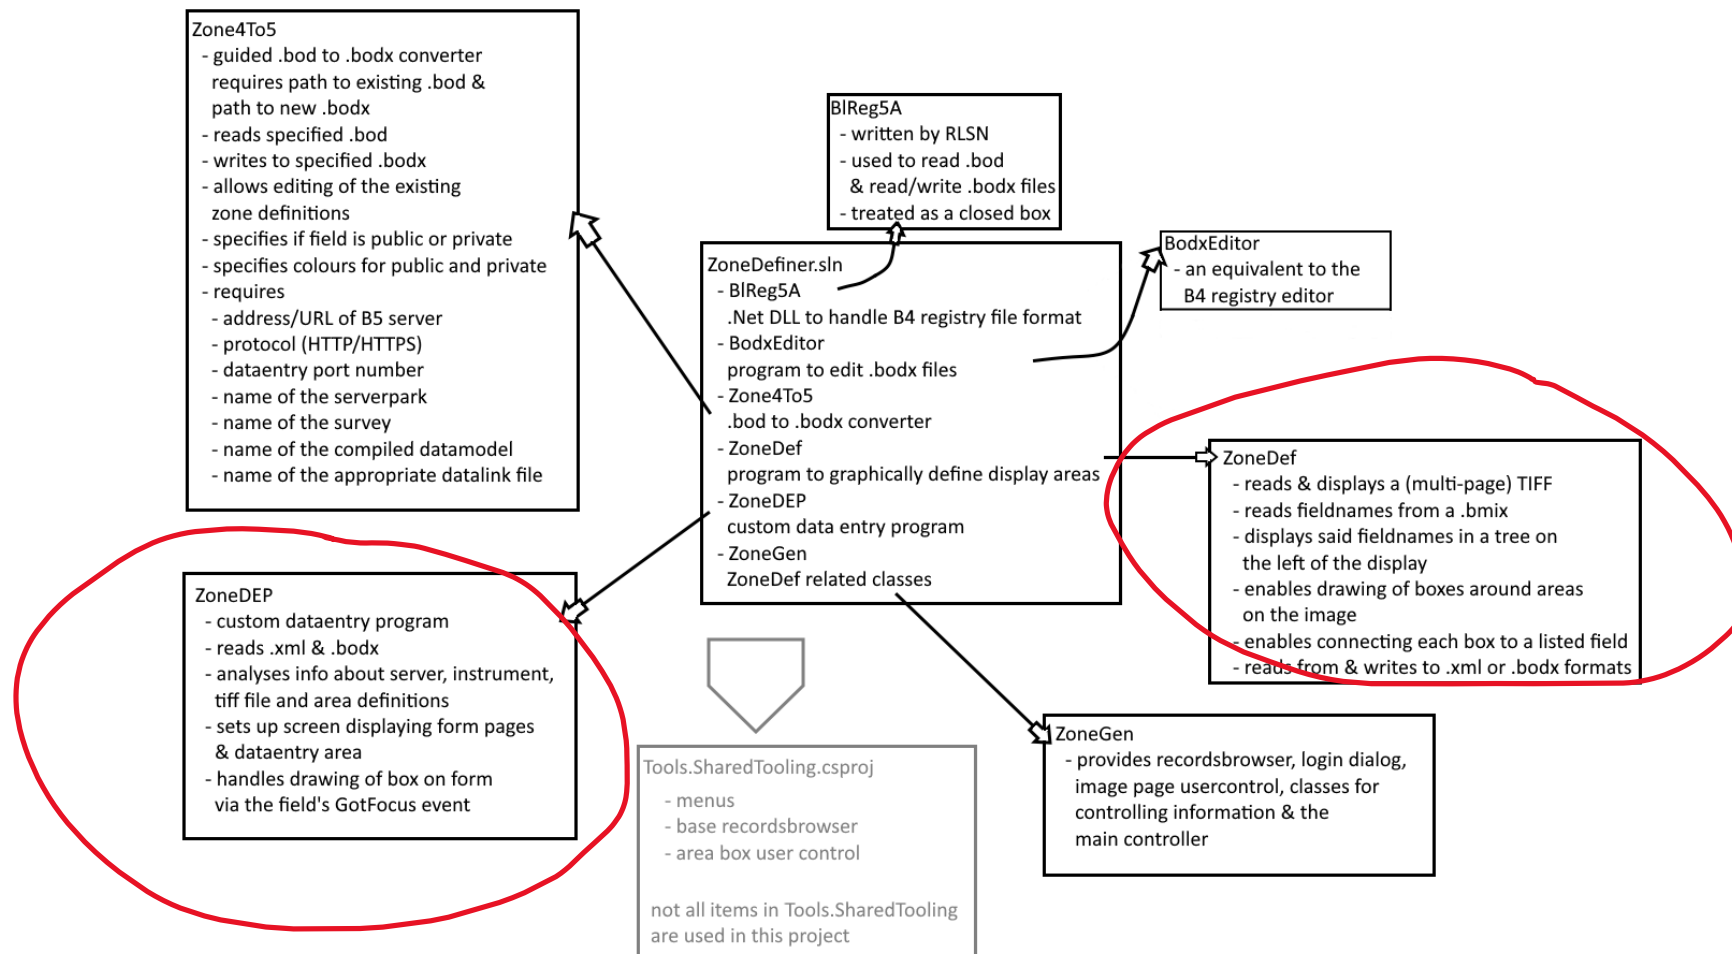 Zone4To5
- guided .bod to .bodx converter
requires path to existing .bod &
path to new .bodx
- reads specified .bod
- writes to specified .bodx
- allows editing of the existing
zone definitions
- specifies if field is public or private
- specifies colours for public and private
- requires
- address/URL of B5 server
- protocol (HTTP/HTTPS)
- dataentry port number
- name of the serverpark
- name of the survey
- name of the compiled datamodel
- name of the appropriate datalink file
BlReg5A
- written by RLSN
- used to read .bod
& read/write .bodx files
- treated as a closed box
BodxEditor
- an equivalent to the
B4 registry editor
ZoneDefiner.sln
- BlReg5A
.Net DLL to handle B4 registry file format
- BodxEditor
program to edit .bodx files
- Zone4To5
.bod to .bodx converter
- ZoneDef
program to graphically define display areas
- ZoneDEP
custom data entry program
- ZoneGen
ZoneDef related classes
ZoneDef
- reads & displays a (multi-page) TIFF
- reads fieldnames from a .bmix
- displays said fieldnames in a tree on
the left of the display
- enables drawing of boxes around areas
on the image
- enables connecting each box to a listed field
- reads from & writes to .xml or .bodx formats
ZoneDEP
- custom dataentry program
- reads .xml & .bodx
- analyses info about server, instrument,
tiff file and area definitions
- sets up screen displaying form pages
& dataentry area
- handles drawing of box on form
via the field's GotFocus event
Tools.SharedTooling.csproj
- menus
- base recordsbrowser
- area box user control
not all items in Tools.SharedTooling
are used in this project
ZoneGen
- provides recordsbrowser, login dialog,
image page usercontrol, classes for
controlling information & the
main controller